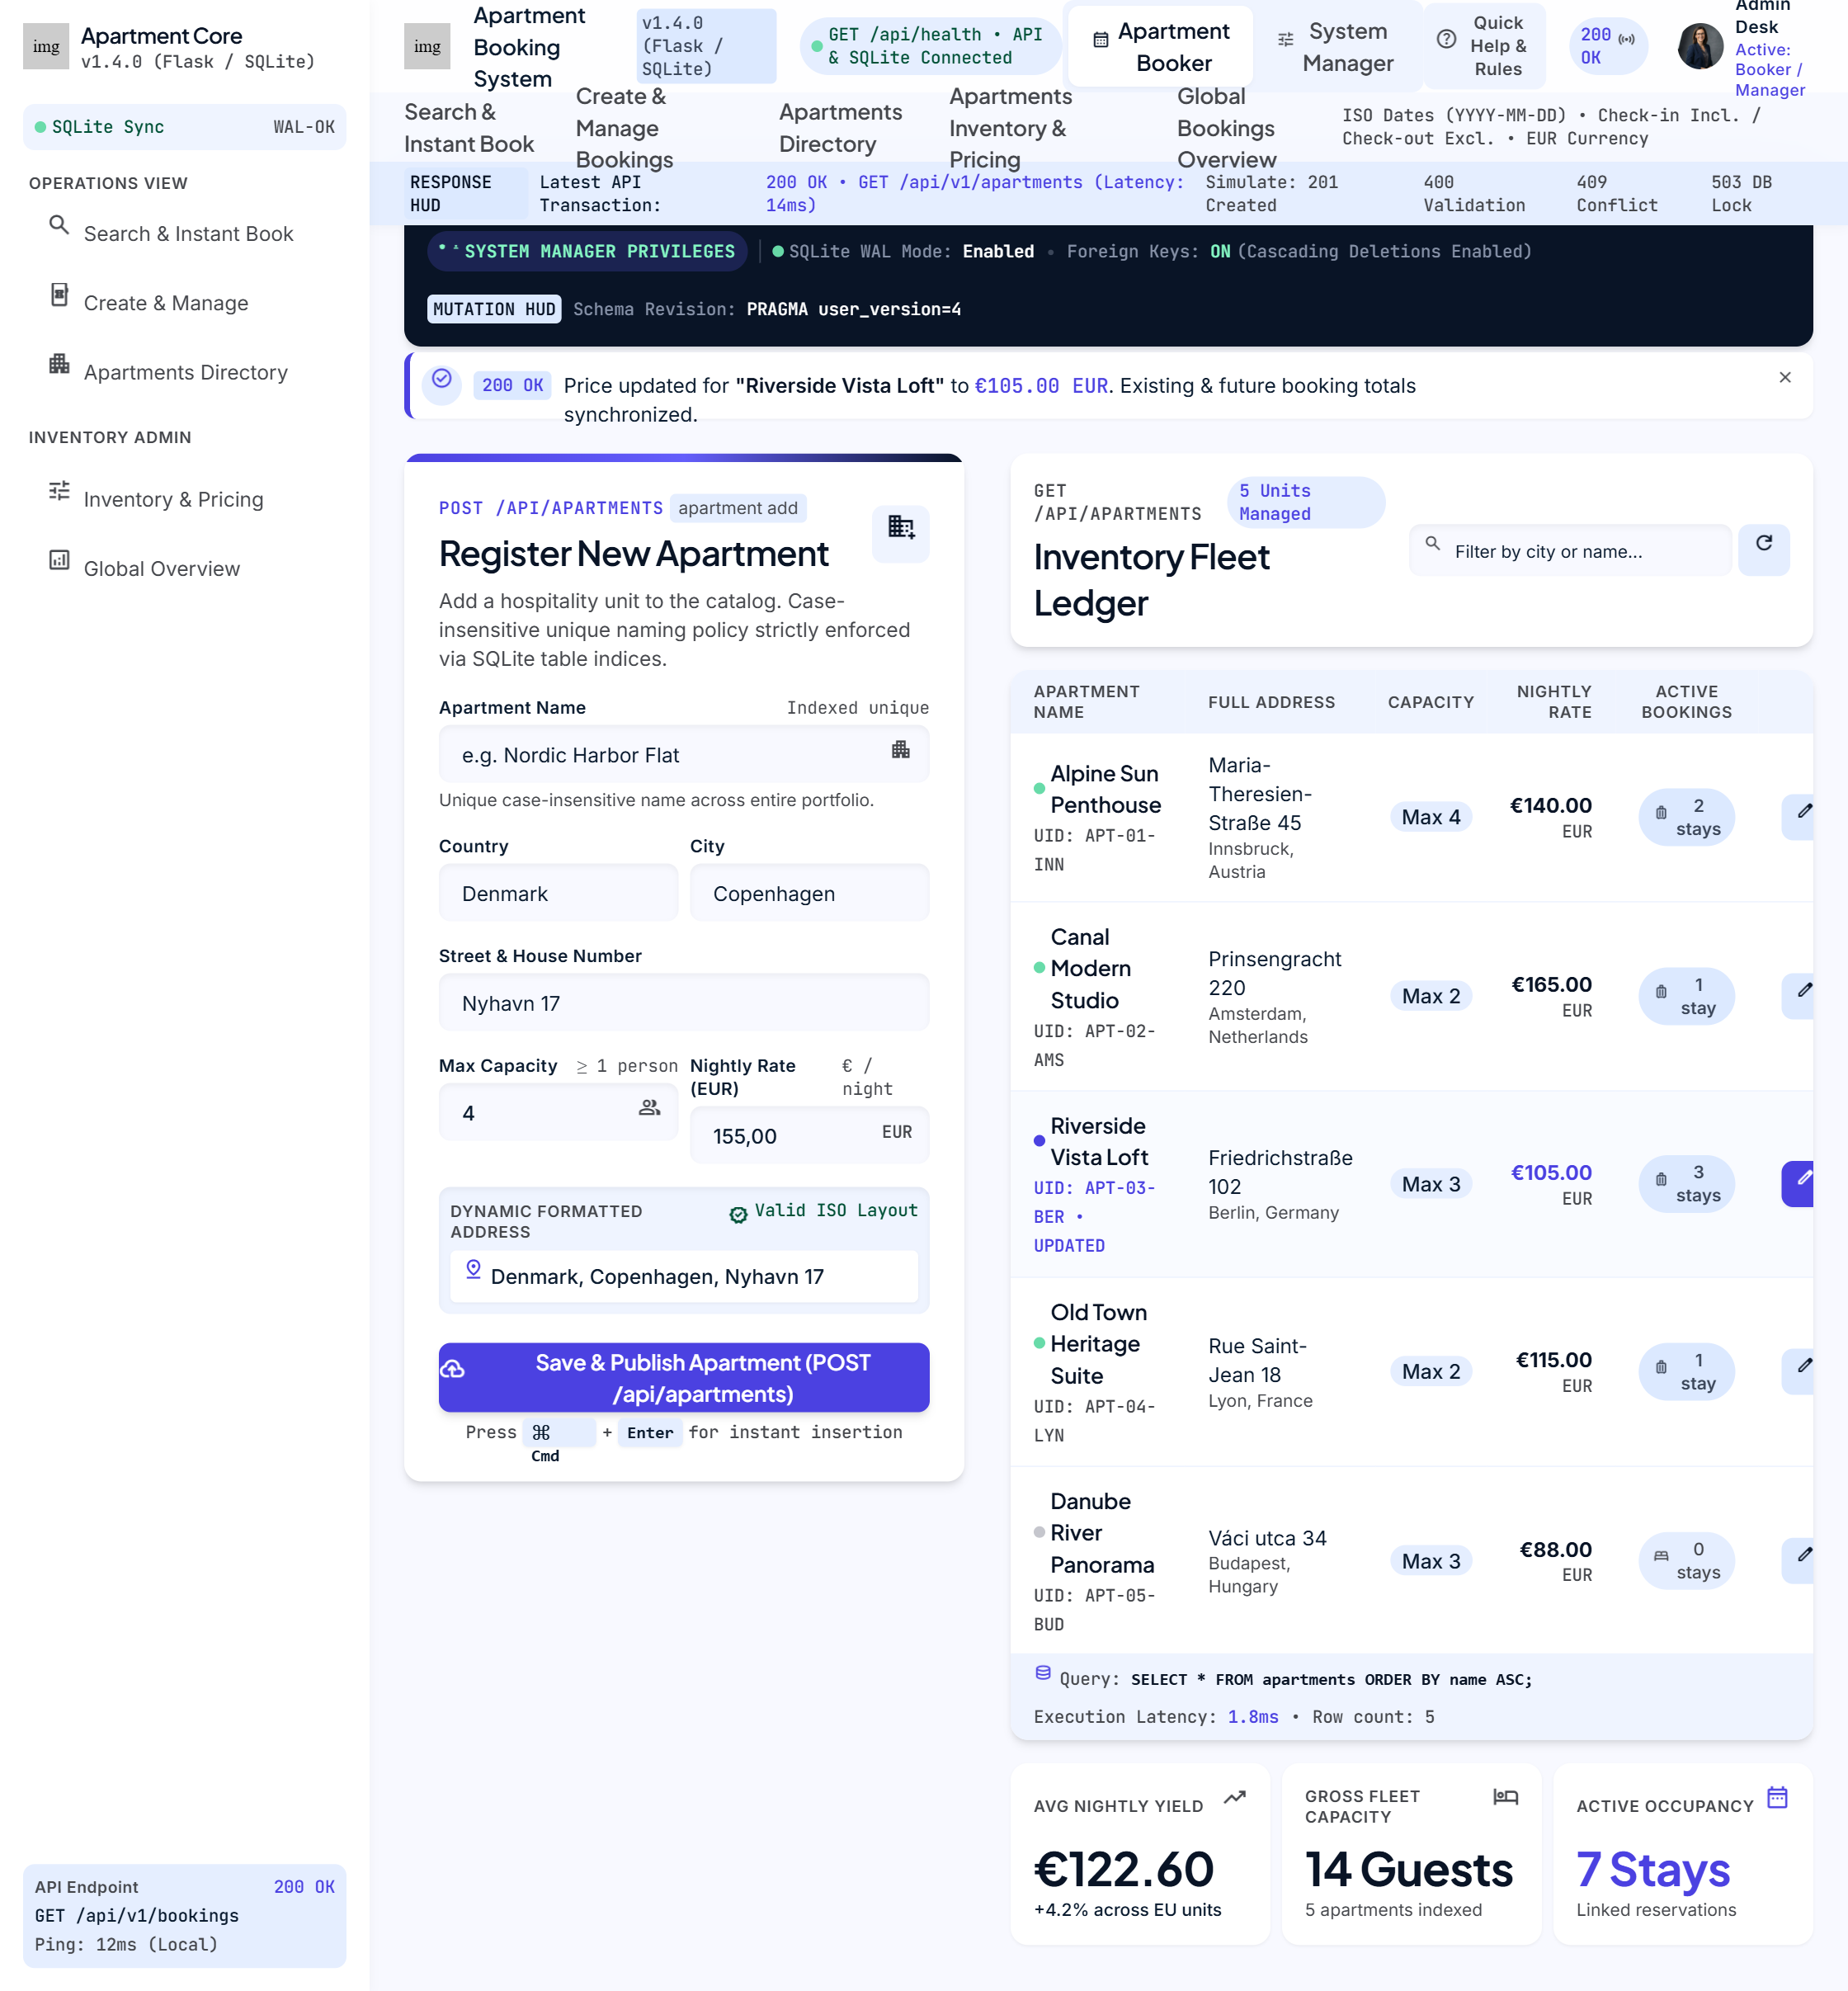 img
Apartment Core
v1.4.0 (Flask / SQLite)
SQLite Sync
WAL-OK
OPERATIONS VIEW
Search & Instant Book
Create & Manage
Apartments Directory
INVENTORY ADMIN
Inventory & Pricing
Global Overview
API Endpoint
200 OK
GET /api/v1/bookings
Ping: 12ms (Local)
img
Apartment
Booking
System
v1.4.0
(Flask /
SQLite)
GET /api/health • API
& SQLite Connected
Apartment
Booker
System
Manager
Quick
Help &
Rules
200
OK
Admin
Desk
Active:
Booker /
Manager
Search &
Instant Book
Create &
Manage
Bookings
Apartments
Directory
Apartments
Inventory &
Pricing
Global
Bookings
Overview
ISO Dates (YYYY-MM-DD) • Check-in Incl. /
Check-out Excl. • EUR Currency
RESPONSE
HUD
Latest API
Transaction:
200 OK • GET /api/v1/apartments (Latency:
14ms)
Simulate: 201
Created
400
Validation
409
Conflict
503 DB
Lock
SYSTEM MANAGER PRIVILEGES
SQLite WAL Mode: Enabled
Foreign Keys: ON (Cascading Deletions Enabled)
MUTATION HUD
Schema Revision: PRAGMA user_version=4
200 OK
Price updated for "Riverside Vista Loft" to €105.00 EUR. Existing & future booking totals
synchronized.
POST /API/APARTMENTS
apartment add
Register New Apartment
Add a hospitality unit to the catalog. Case-
insensitive unique naming policy strictly enforced
via SQLite table indices.
Apartment Name
Indexed unique
e.g. Nordic Harbor Flat
Unique case-insensitive name across entire portfolio.
Country
City
Denmark
Copenhagen
Street & House Number
Nyhavn 17
Max Capacity
≥ 1 person
Nightly Rate
(EUR)
€ /
night
4
155,00
EUR
DYNAMIC FORMATTED
ADDRESS
Valid ISO Layout
Denmark, Copenhagen, Nyhavn 17
Save & Publish Apartment (POST
/api/apartments)
Press ⌘ Cmd + Enter for instant insertion
GET
/API/APARTMENTS
5 Units
Managed
Inventory Fleet
Ledger
Filter by city or name...
APARTMENT
NAME
FULL ADDRESS
CAPACITY
NIGHTLY
RATE
ACTIVE
BOOKINGS
Alpine Sun
Penthouse
UID: APT-01-
INN
Maria-
Theresien-
Straße 45
Innsbruck,
Austria
Max 4
€140.00
EUR
2
stays
Canal
Modern
Studio
UID: APT-02-
AMS
Prinsengracht
220
Amsterdam,
Netherlands
Max 2
€165.00
EUR
1
stay
Riverside
Vista Loft
UID: APT-03-
BER •
UPDATED
Friedrichstraße
102
Berlin, Germany
Max 3
€105.00
EUR
3
stays
Old Town
Heritage
Suite
UID: APT-04-
LYN
Rue Saint-
Jean 18
Lyon, France
Max 2
€115.00
EUR
1
stay
Danube
River
Panorama
UID: APT-05-
BUD
Váci utca 34
Budapest,
Hungary
Max 3
€88.00
EUR
0
stays
Query: SELECT * FROM apartments ORDER BY name ASC;
Execution Latency: 1.8ms • Row count: 5
AVG NIGHTLY YIELD
€122.60
+4.2% across EU units
GROSS FLEET
CAPACITY
14 Guests
5 apartments indexed
ACTIVE OCCUPANCY
7 Stays
Linked reservations